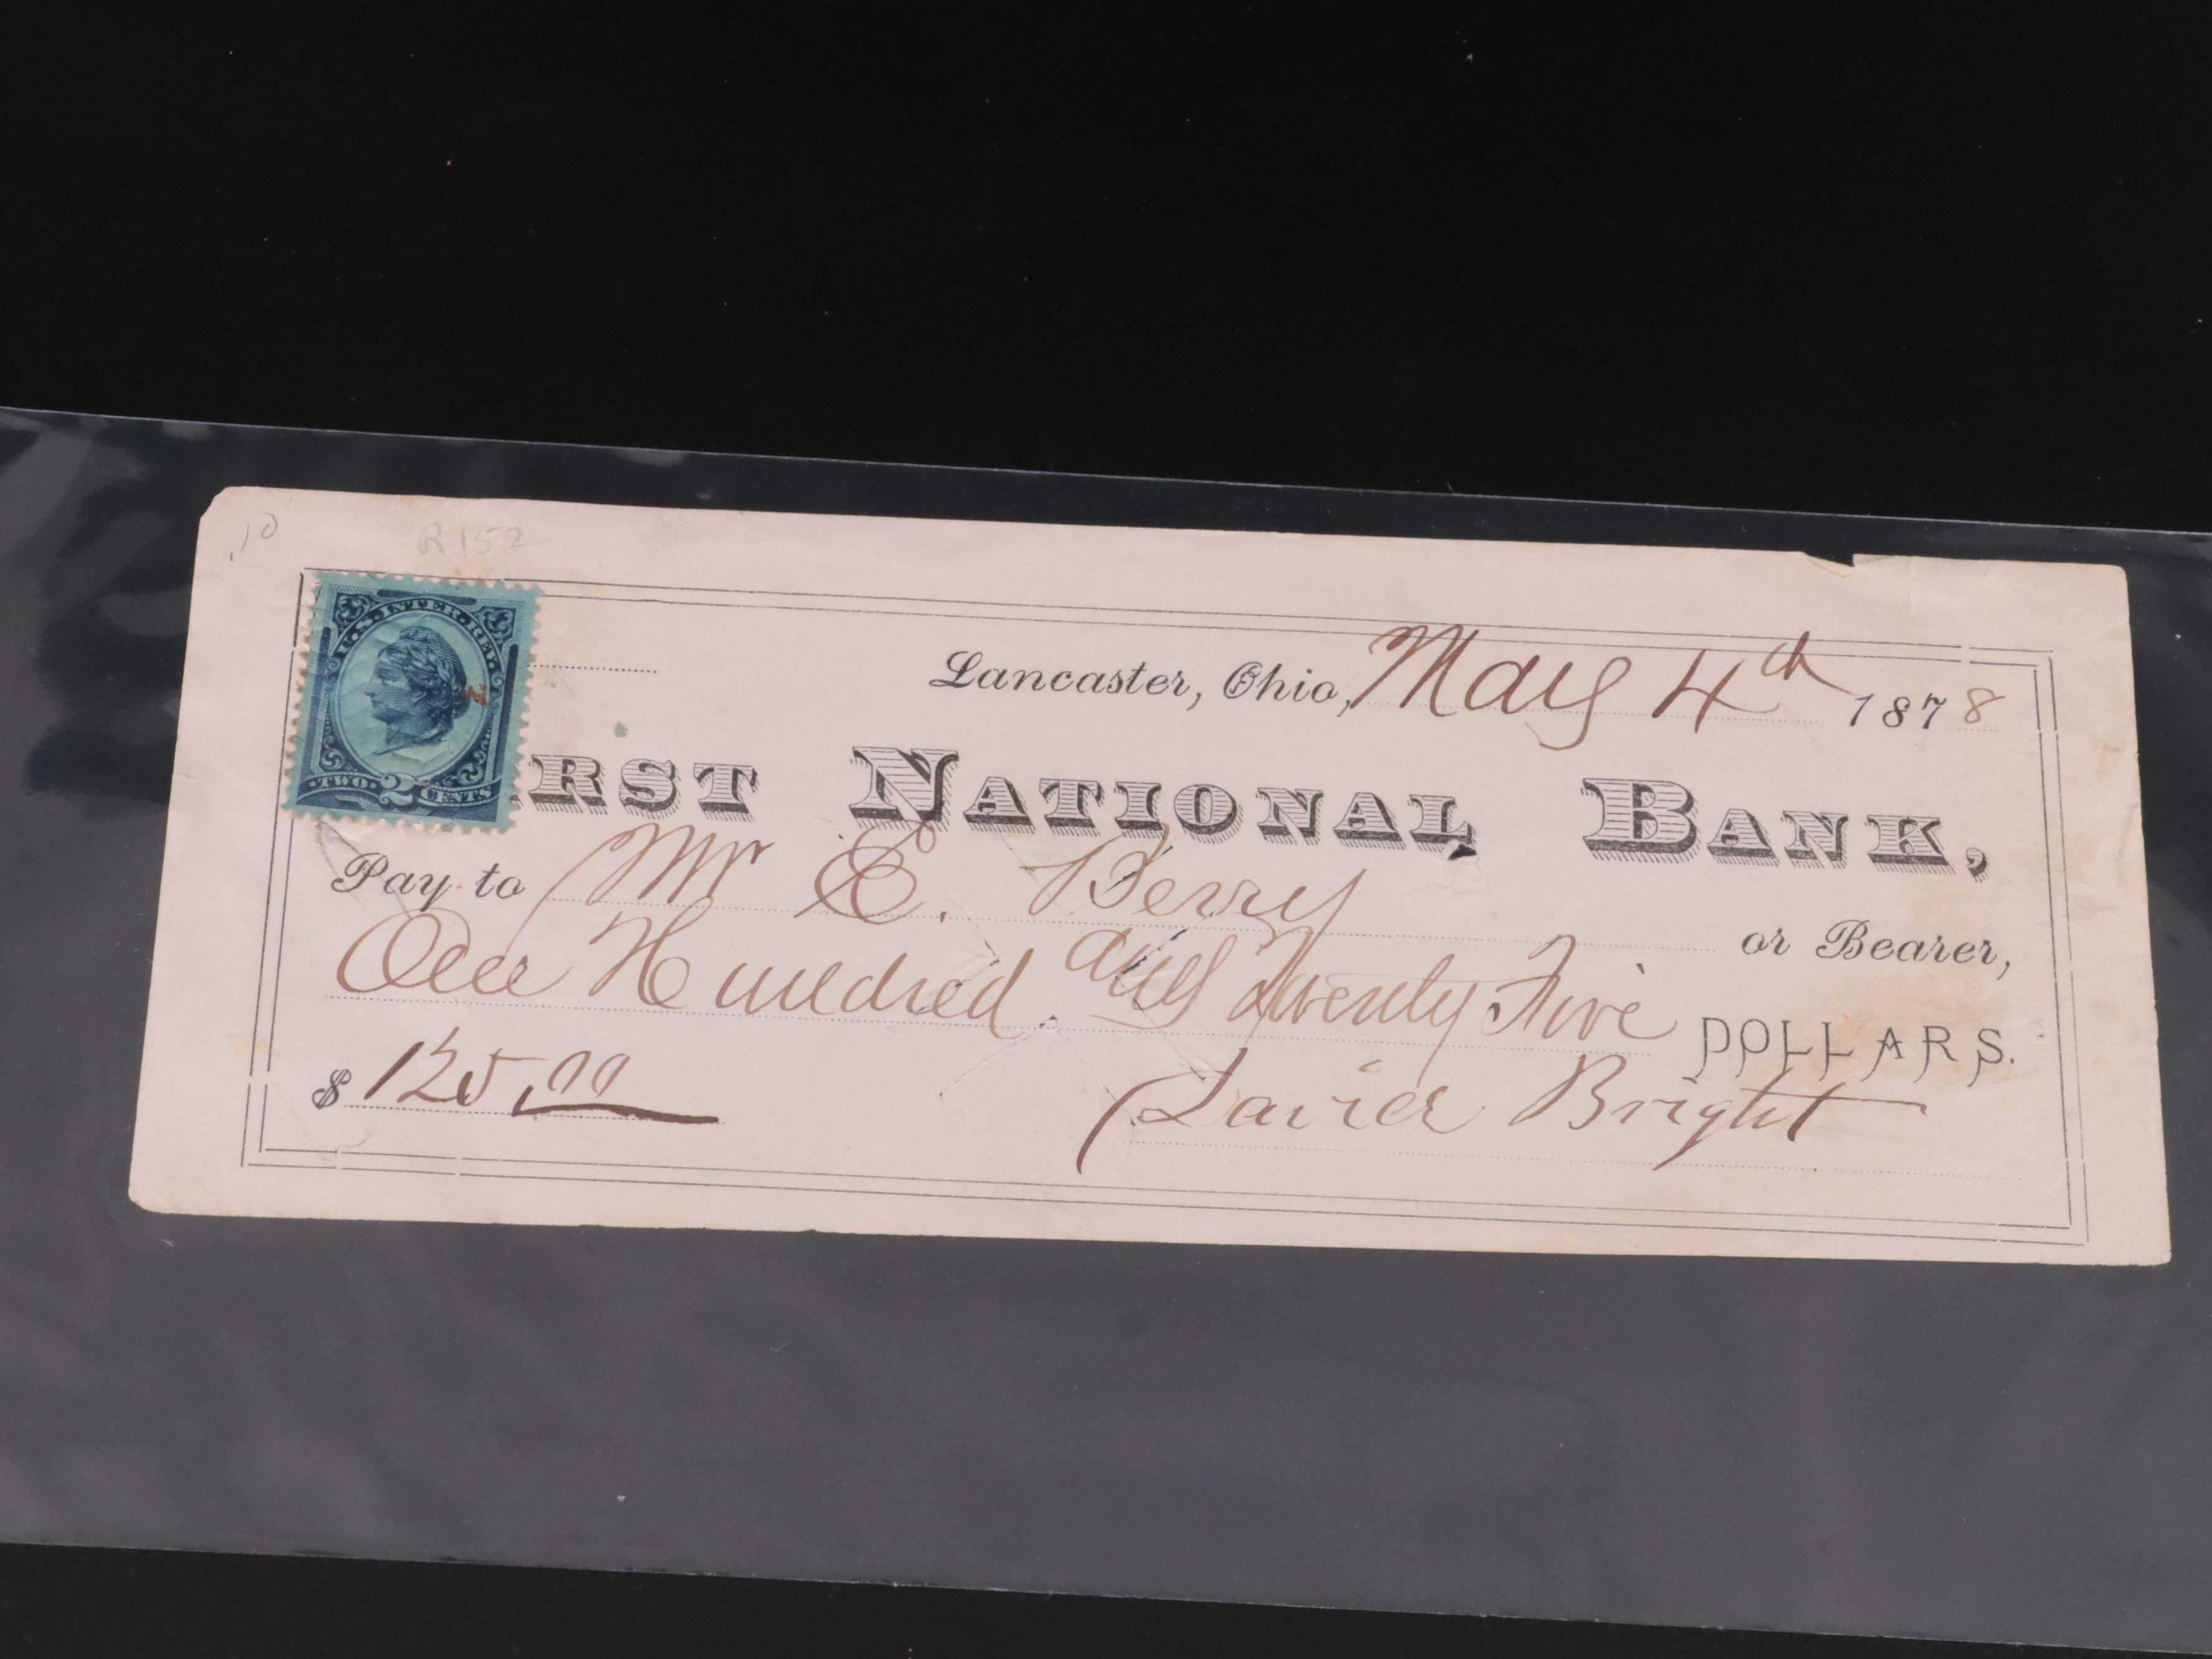 .10
R152
U.S. INTER. REV.
TWO 2 CENTS
Lancaster, Ohio, May 4th 1878
RST NATIONAL BANK,
Pay to Mr E. Berry or Bearer,
One Hundred and Twenty Five DOLLARS.
$ 125.00
Bright